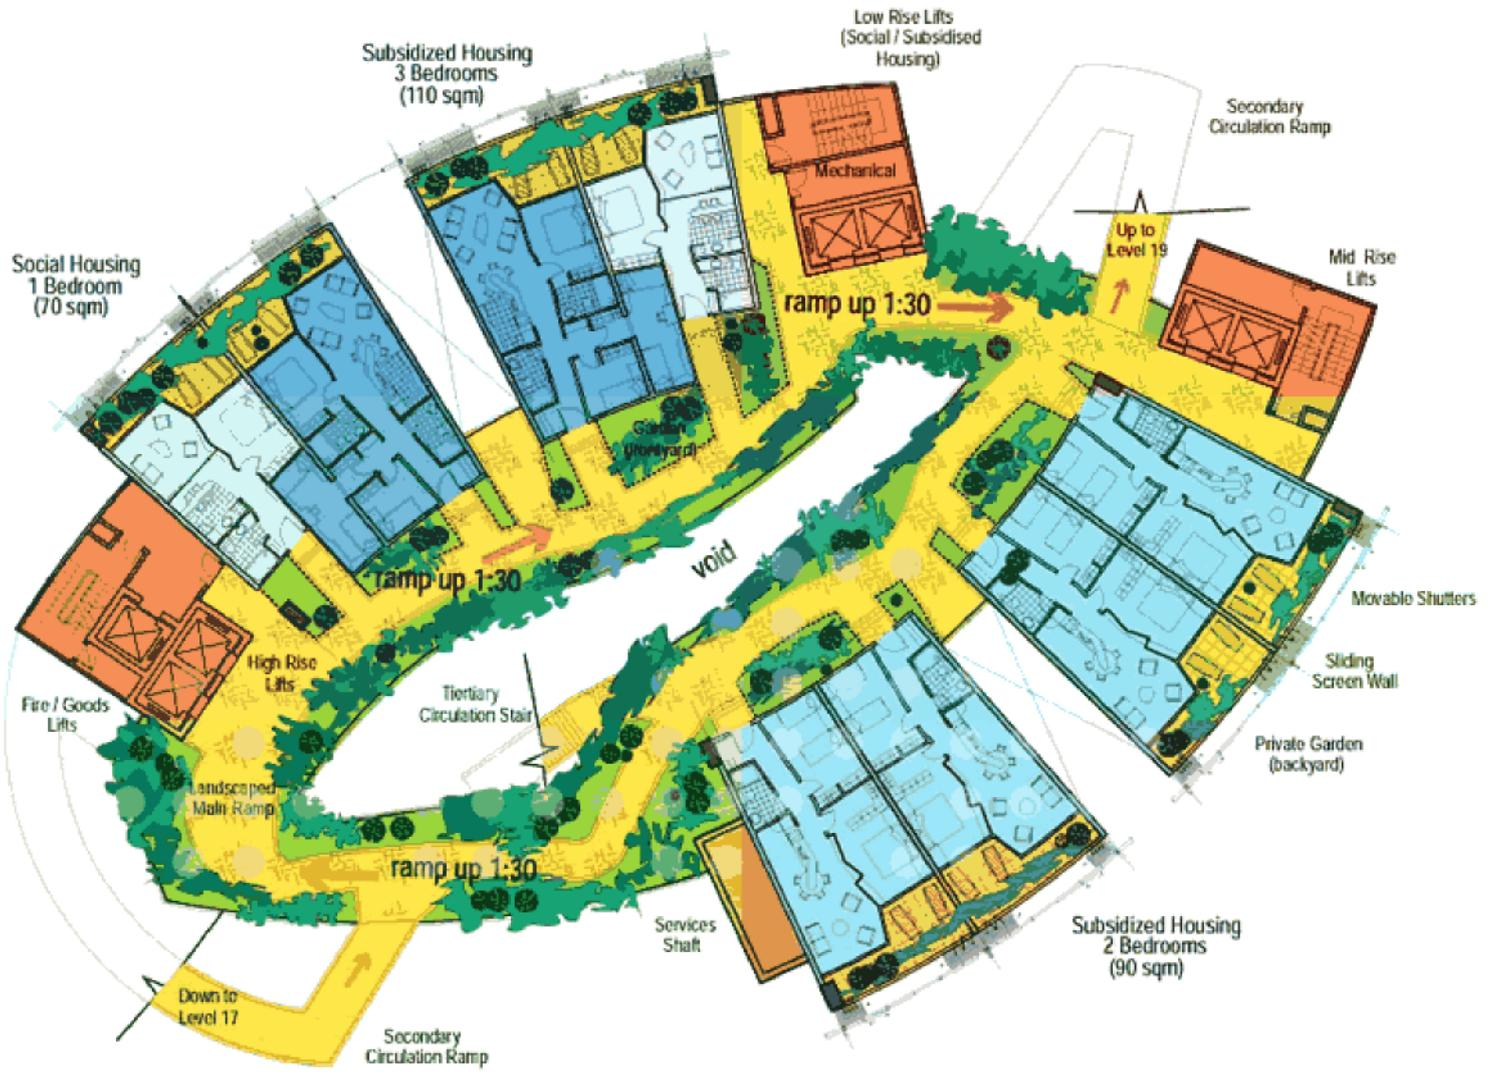 Low Rise Lifts
(Social / Subsidised
Housing)
Subsidized Housing
3 Bedrooms
(110 sqm)
Secondary
Circulation Ramp
Mechanical
Up to
Level 19
Mid Rise
Lifts
Social Housing
1 Bedroom
(70 sqm)
ramp up 1:30
Garden
(frontyard)
void
ramp up 1:30
Movable Shutters
Sliding
Screen Wall
High Rise
Lifts
Fire / Goods
Lifts
Tiertiary
Circulation Stair
Private Garden
(backyard)
Landscaped
Main Ramp
ramp up 1:30
Services
Shaft
Subsidized Housing
2 Bedrooms
(90 sqm)
Down to
Level 17
Secondary
Circulation Ramp